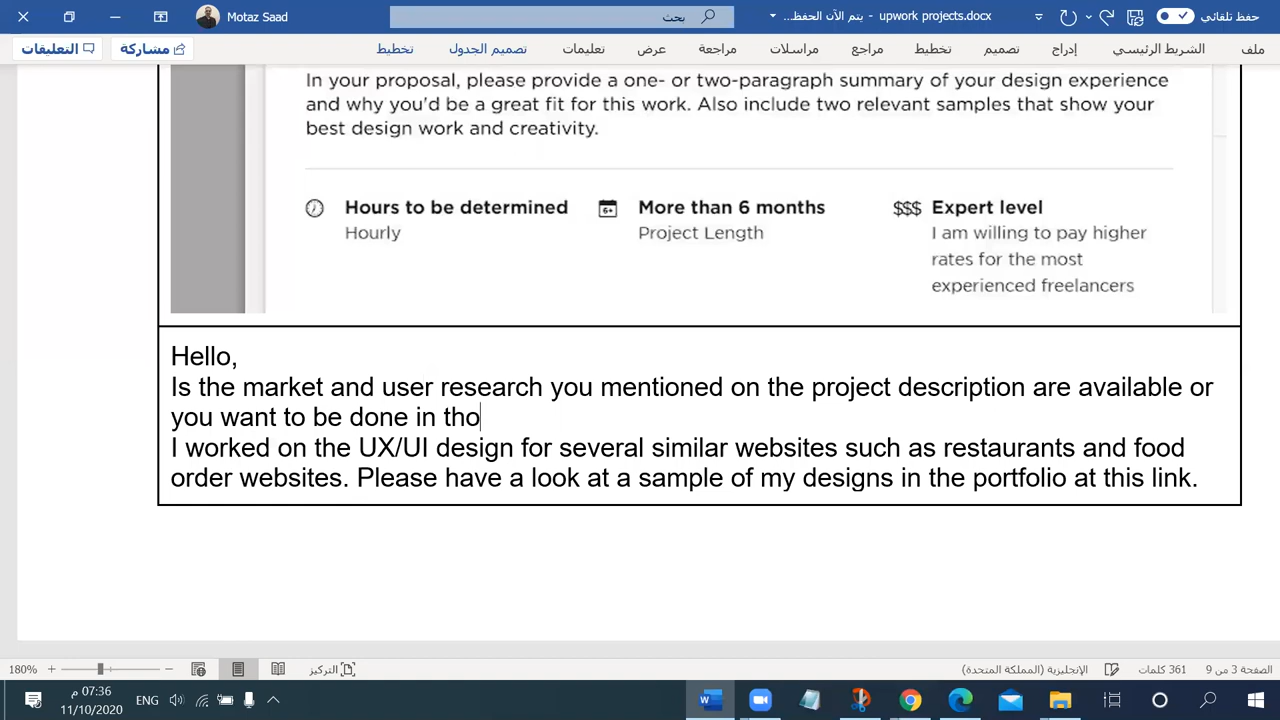 Motaz Saad
بحث
upwork projects.docx - يتم الآن الحفظ...
حفظ تلقائي
ملف
الشريط الرئيسي
إدراج
تصميم
تخطيط
مراجع
مراسلات
مراجعة
عرض
تعليمات
تصميم الجدول
تخطيط
مشاركة
التعليقات
In your proposal, please provide a one- or two-paragraph summary of your design experience
and why you'd be a great fit for this work. Also include two relevant samples that show your
best design work and creativity.
Hours to be determined
Hourly
6+
More than 6 months
Project Length
$$$ Expert level
I am willing to pay higher
rates for the most
experienced freelancers
Hello,
Is the market and user research you mentioned on the project description are available or
you want to be done in tho
I worked on the UX/UI design for several similar websites such as restaurants and food
order websites. Please have a look at a sample of my designs in the portfolio at this link.
الصفحة 3 من 9
361 كلمات
الإنجليزية (المملكة المتحدة)
التركيز
180%
07:36 م
11/10/2020
ENG